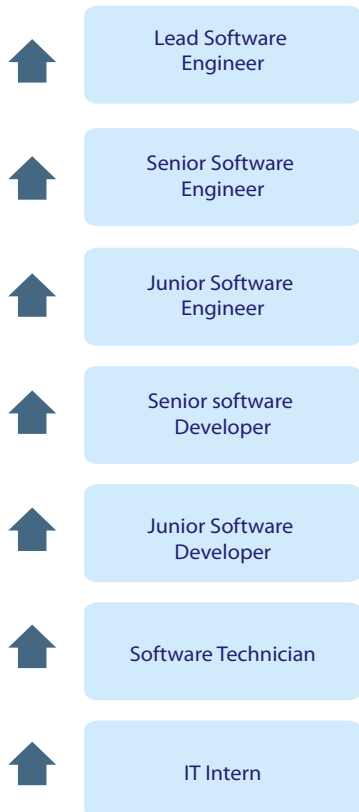 Lead Software
Engineer
Senior Software
Engineer
Junior Software
Engineer
Senior software
Developer
Junior Software
Developer
Software Technician
IT Intern